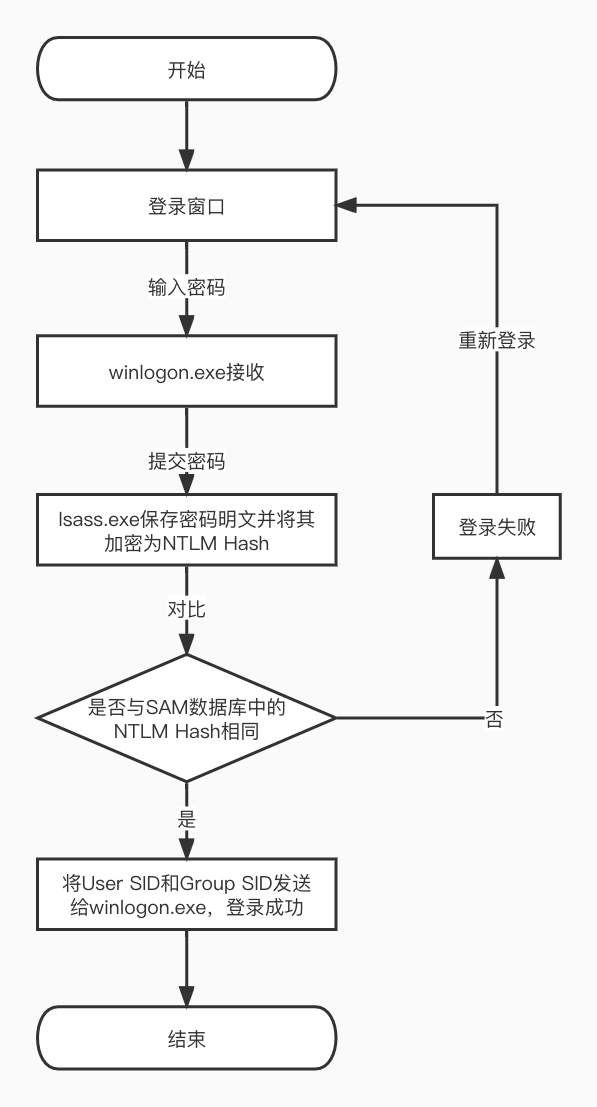 开始
登录窗口
输入密码
重新登录
winlogon.exe接收
提交密码
lsass.exe保存密码明文并将其
加密为NTLM Hash
登录失败
对比
是否与SAM数据库中的
NTLM Hash相同
否
是
将User SID和Group SID发送
给winlogon.exe，登录成功
结束